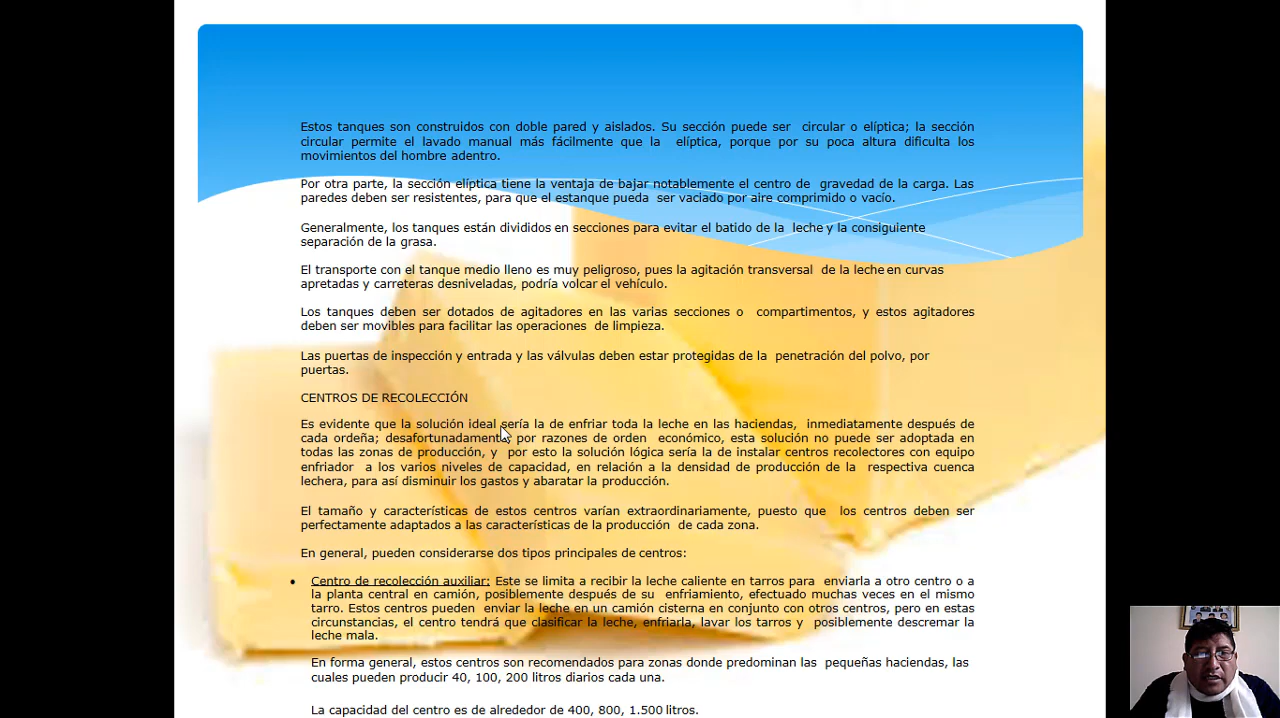 Estos tanques son construidos con doble pared y aislados. Su sección puede ser circular o elíptica; la sección
circular permite el lavado manual más fácilmente que la elíptica, porque por su poca altura dificulta los
movimientos del hombre adentro.
Por otra parte, la sección elíptica tiene la ventaja de bajar notablemente el centro de gravedad de la carga. Las
paredes deben ser resistentes, para que el estanque pueda ser vaciado por aire comprimido o vacío.
Generalmente, los tanques están divididos en secciones para evitar el batido de la leche y la consiguiente
separación de la grasa.
El transporte con el tanque medio lleno es muy peligroso, pues la agitación transversal de la leche en curvas
apretadas y carreteras desniveladas, podría volcar el vehículo.
Los tanques deben ser dotados de agitadores en las varias secciones o compartimentos, y estos agitadores
deben ser movibles para facilitar las operaciones de limpieza.
Las puertas de inspección y entrada y las válvulas deben estar protegidas de la penetración del polvo, por
puertas.
CENTROS DE RECOLECCIÓN
Es evidente que la solución ideal sería la de enfriar toda la leche en las haciendas, inmediatamente después de
cada ordeña; desafortunadamente, por razones de orden económico, esta solución no puede ser adoptada en
todas las zonas de producción, y por esto la solución lógica sería la de instalar centros recolectores con equipo
enfriador a los varios niveles de capacidad, en relación a la densidad de producción de la respectiva cuenca
lechera, para así disminuir los gastos y abaratar la producción.
El tamaño y características de estos centros varían extraordinariamente, puesto que los centros deben ser
perfectamente adaptados a las características de la producción de cada zona.
En general, pueden considerarse dos tipos principales de centros:
• Centro de recolección auxiliar: Este se limita a recibir la leche caliente en tarros para enviarla a otro centro o a
la planta central en camión, posiblemente después de su enfriamiento, efectuado muchas veces en el mismo
tarro. Estos centros pueden enviar la leche en un camión cisterna en conjunto con otros centros, pero en estas
circunstancias, el centro tendrá que clasificar la leche, enfriarla, lavar los tarros y posiblemente descremar la
leche mala.
En forma general, estos centros son recomendados para zonas donde predominan las pequeñas haciendas, las
cuales pueden producir 40, 100, 200 litros diarios cada una.
La capacidad del centro es de alrededor de 400, 800, 1.500 litros.